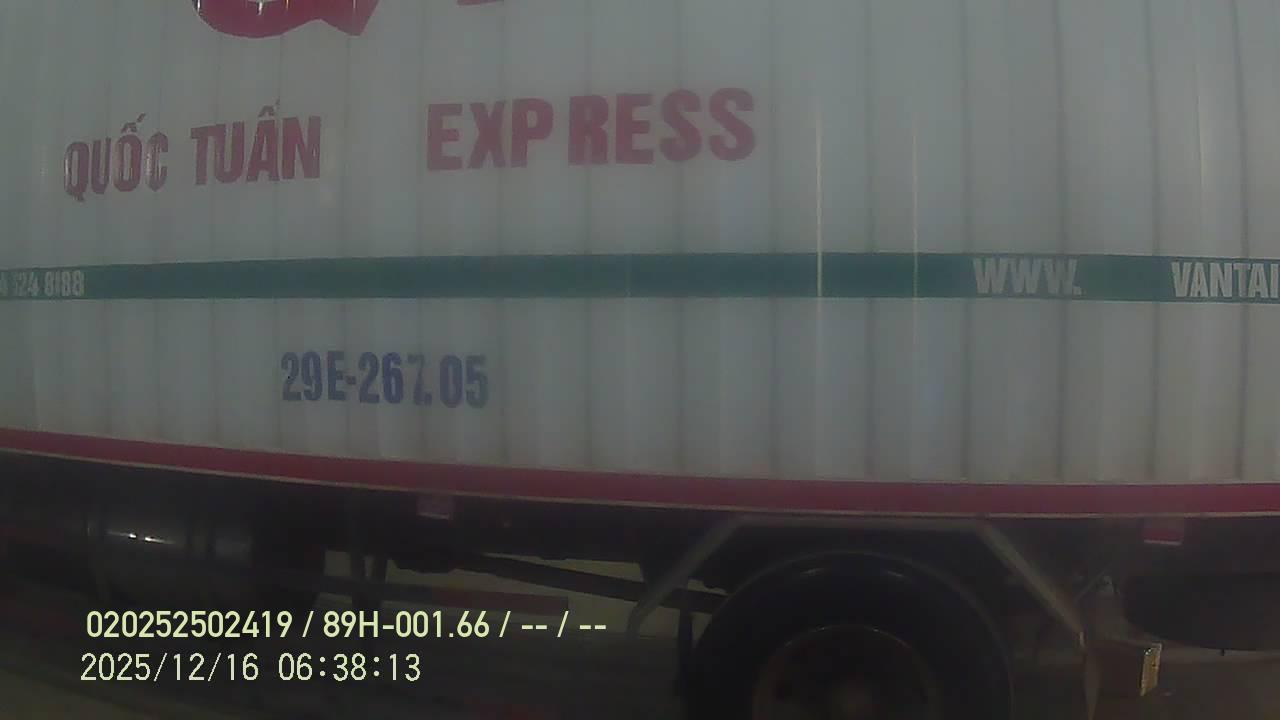 QUỐC TUẤN EXPRESS
524 8188 WWW. VANTAI
29E-267.05
020252502419 / 89H-001.66 / -- / --
2025/12/16 06:38:13